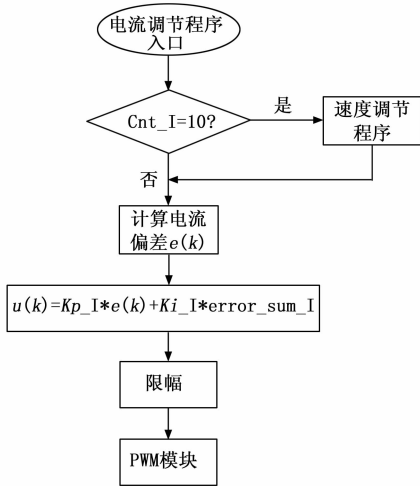 电流调节程序
入口
Cnt_I=10?
是
速度调节
程序
否
计算电流
偏差e(k)
u(k)=Kp_I*e(k)+Ki_I*error_sum_I
限幅
PWM模块